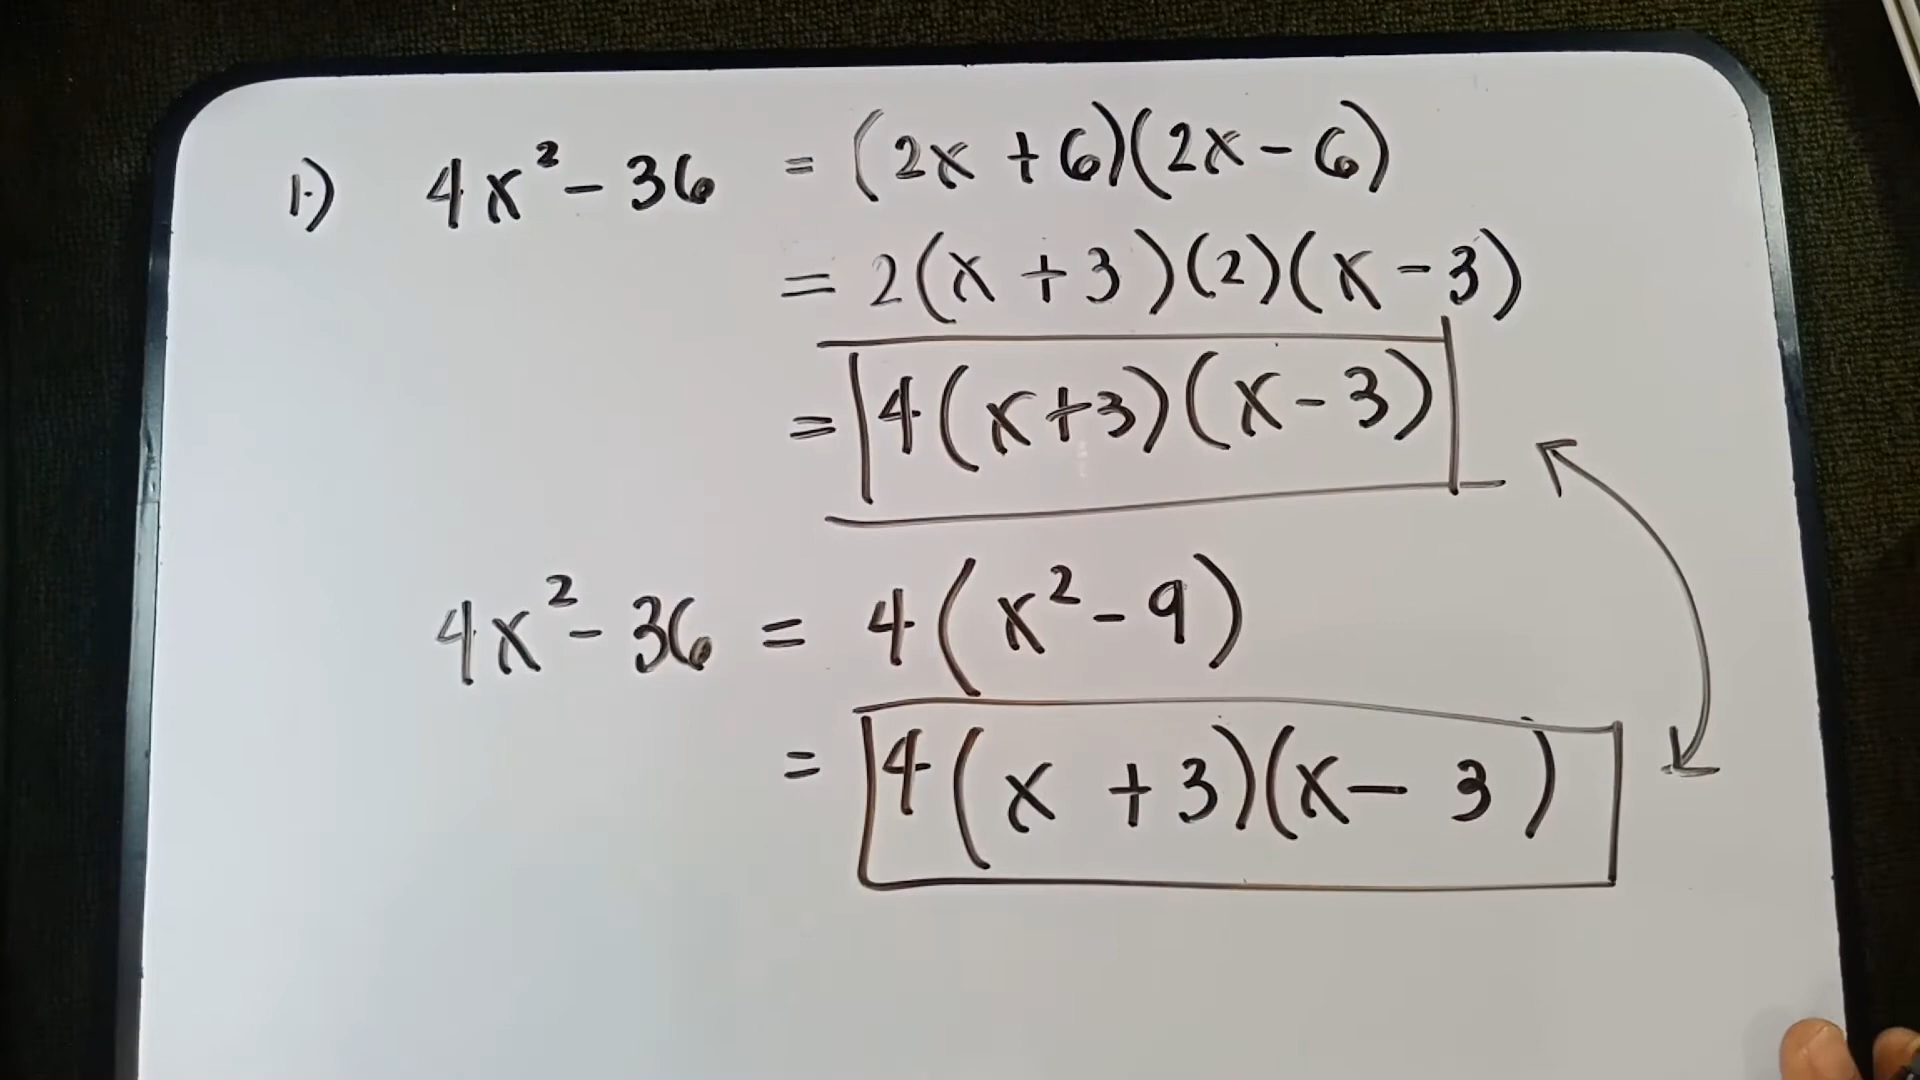 1.) 4x² - 36 = (2x + 6)(2x - 6)
= 2(x + 3)(2)(x - 3)
= 4(x+3)(x - 3)
4x² - 36 = 4(x² - 9)
= 4(x + 3)(x - 3)